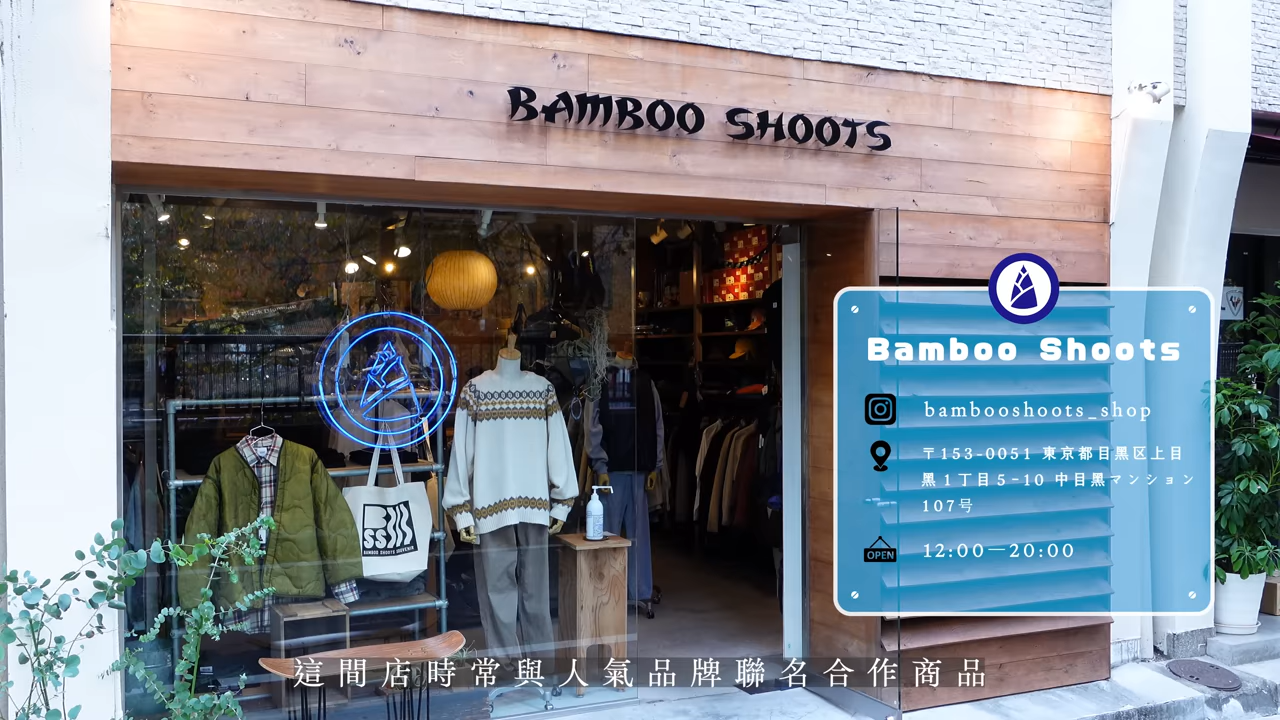 BAMBOO SHOOTS
Bamboo Shoots
bambooshoots_shop
〒153-0051 東京都目黒区上目
黒１丁目５−10 中目黒マンション
107号
OPEN
12:00—20:00
SS
BAMBOO SHOOTS SOUVENIR
這間店時常與人氣品牌聯名合作商品